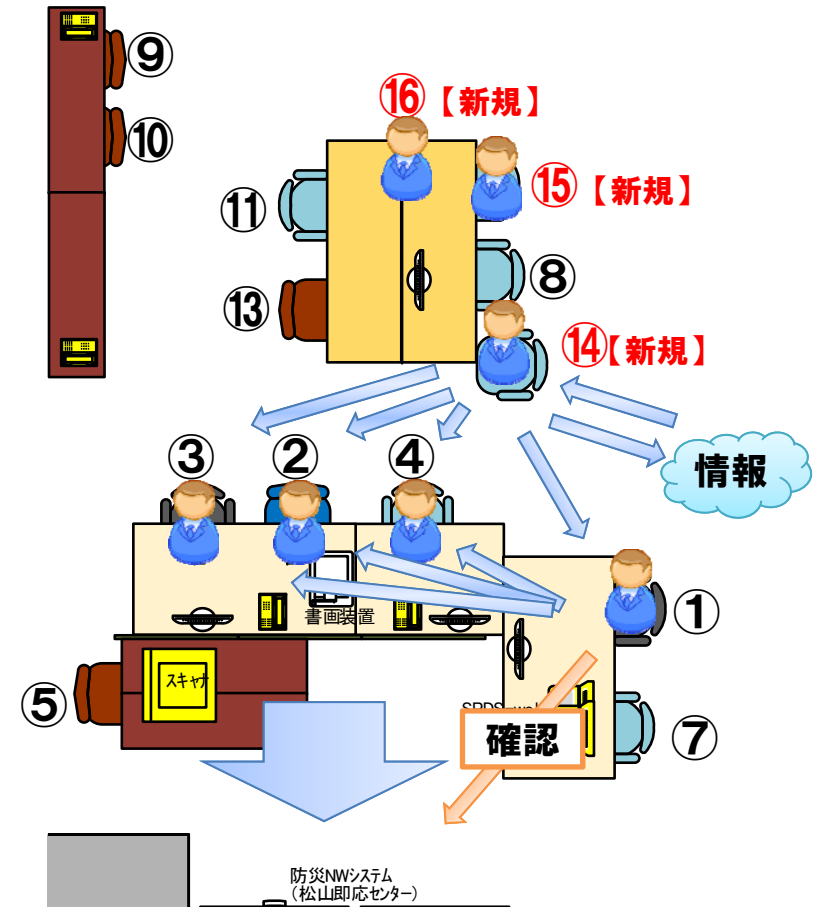 ⑨
⑩
⑯【新規】
⑮【新規】
⑪
⑧
⑬
⑭【新規】
情報
③
②
④
①
書画装置
スキャナ
⑤
⑦
確認
防災NWシステム
(松山即応センター)